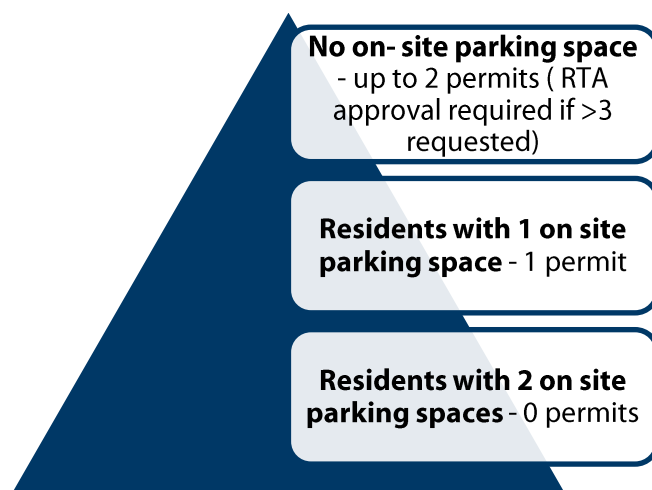 No on- site parking space
- up to 2 permits ( RTA
approval required if >3
requested)
Residents with 1 on site
parking space - 1 permit
Residents with 2 on site
parking spaces - 0 permits